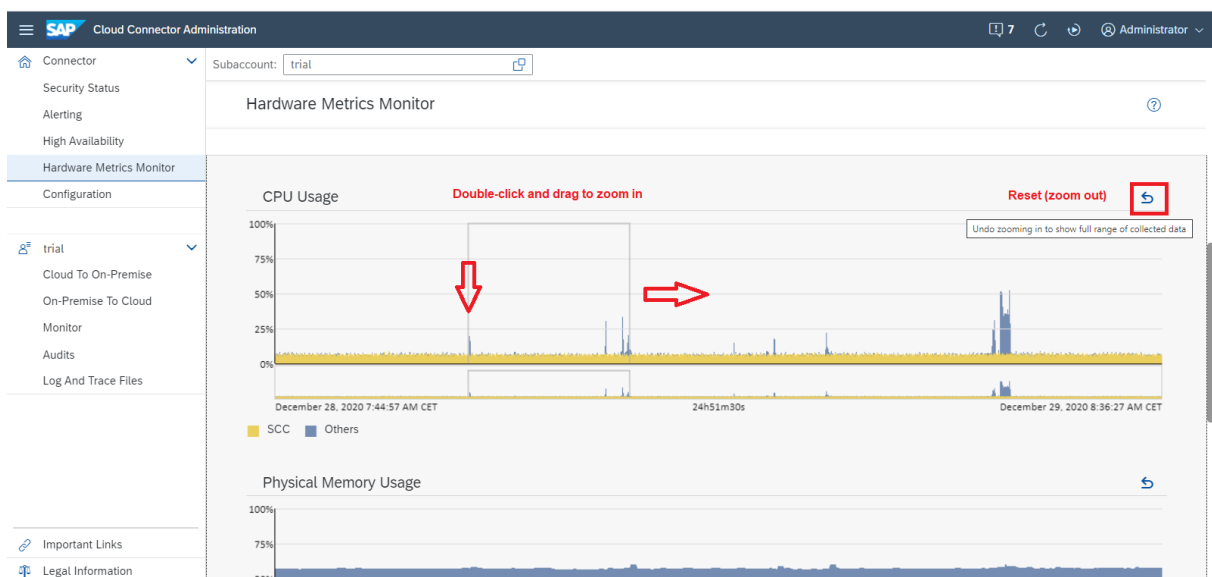 SAP Cloud Connector Administration
7
Administrator
Connector
Security Status
Alerting
High Availability
Hardware Metrics Monitor
Configuration
trial
Cloud To On-Premise
On-Premise To Cloud
Monitor
Audits
Log And Trace Files
Important Links
Legal Information
Subaccount: trial
Hardware Metrics Monitor
CPU Usage
Double-click and drag to zoom in
Reset (zoom out)
Undo zooming in to show full range of collected data
100%
75%
50%
25%
0%
December 28, 2020 7:44:57 AM CET
24h51m30s
December 29, 2020 8:36:27 AM CET
SCC
Others
Physical Memory Usage
100%
75%